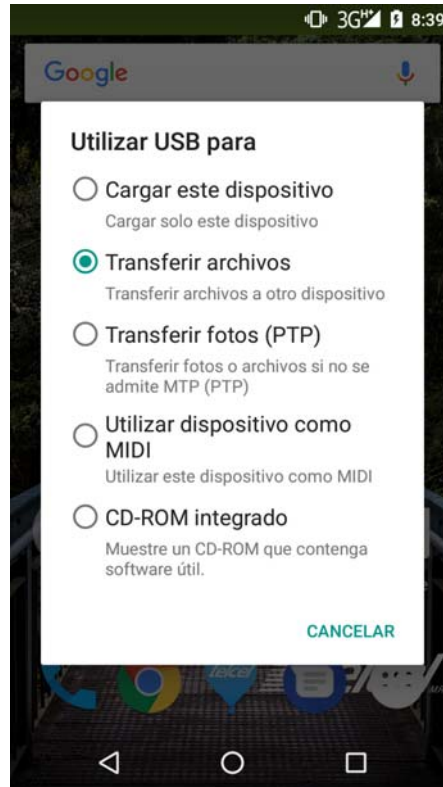 3G H+ 8:39
Google
Utilizar USB para
Cargar este dispositivo
Cargar solo este dispositivo
Transferir archivos
Transferir archivos a otro dispositivo
Transferir fotos (PTP)
Transferir fotos o archivos si no se
admite MTP (PTP)
Utilizar dispositivo como
MIDI
Utilizar este dispositivo como MIDI
CD-ROM integrado
Muestre un CD-ROM que contenga
software útil.
CANCELAR
telcel